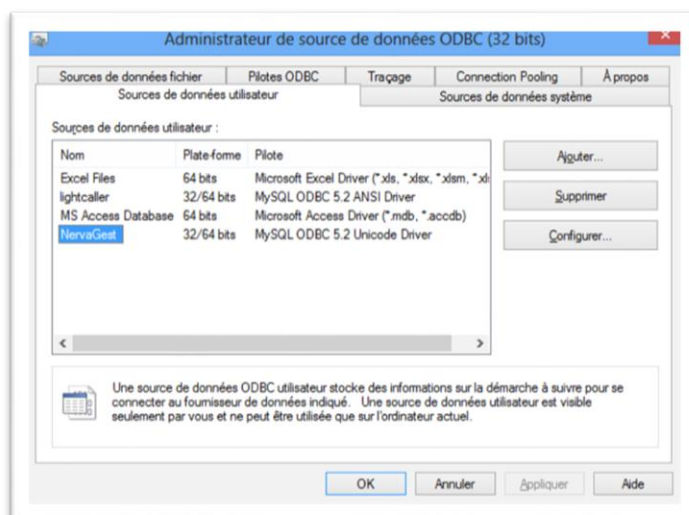 Administrateur de source de données ODBC (32 bits)
Sources de données fichier Pilotes ODBC Traçage Connection Pooling À propos
Sources de données utilisateur Sources de données système
Sources de données utilisateur :
Nom Plate-forme Pilote
Excel Files 64 bits Microsoft Excel Driver (*.xls, *.xlsx, *.xlsm, *.xl
lightcaller 32/64 bits MySQL ODBC 5.2 ANSI Driver
MS Access Database 64 bits Microsoft Access Driver (*.mdb, *.accdb)
NervaGest 32/64 bits MySQL ODBC 5.2 Unicode Driver
Ajouter...
Supprimer
Configurer...
Une source de données ODBC utilisateur stocke des informations sur la démarche à suivre pour se
connecter au fournisseur de données indiqué. Une source de données utilisateur est visible
seulement par vous et ne peut être utilisée que sur l'ordinateur actuel.
OK Annuler Appliquer Aide